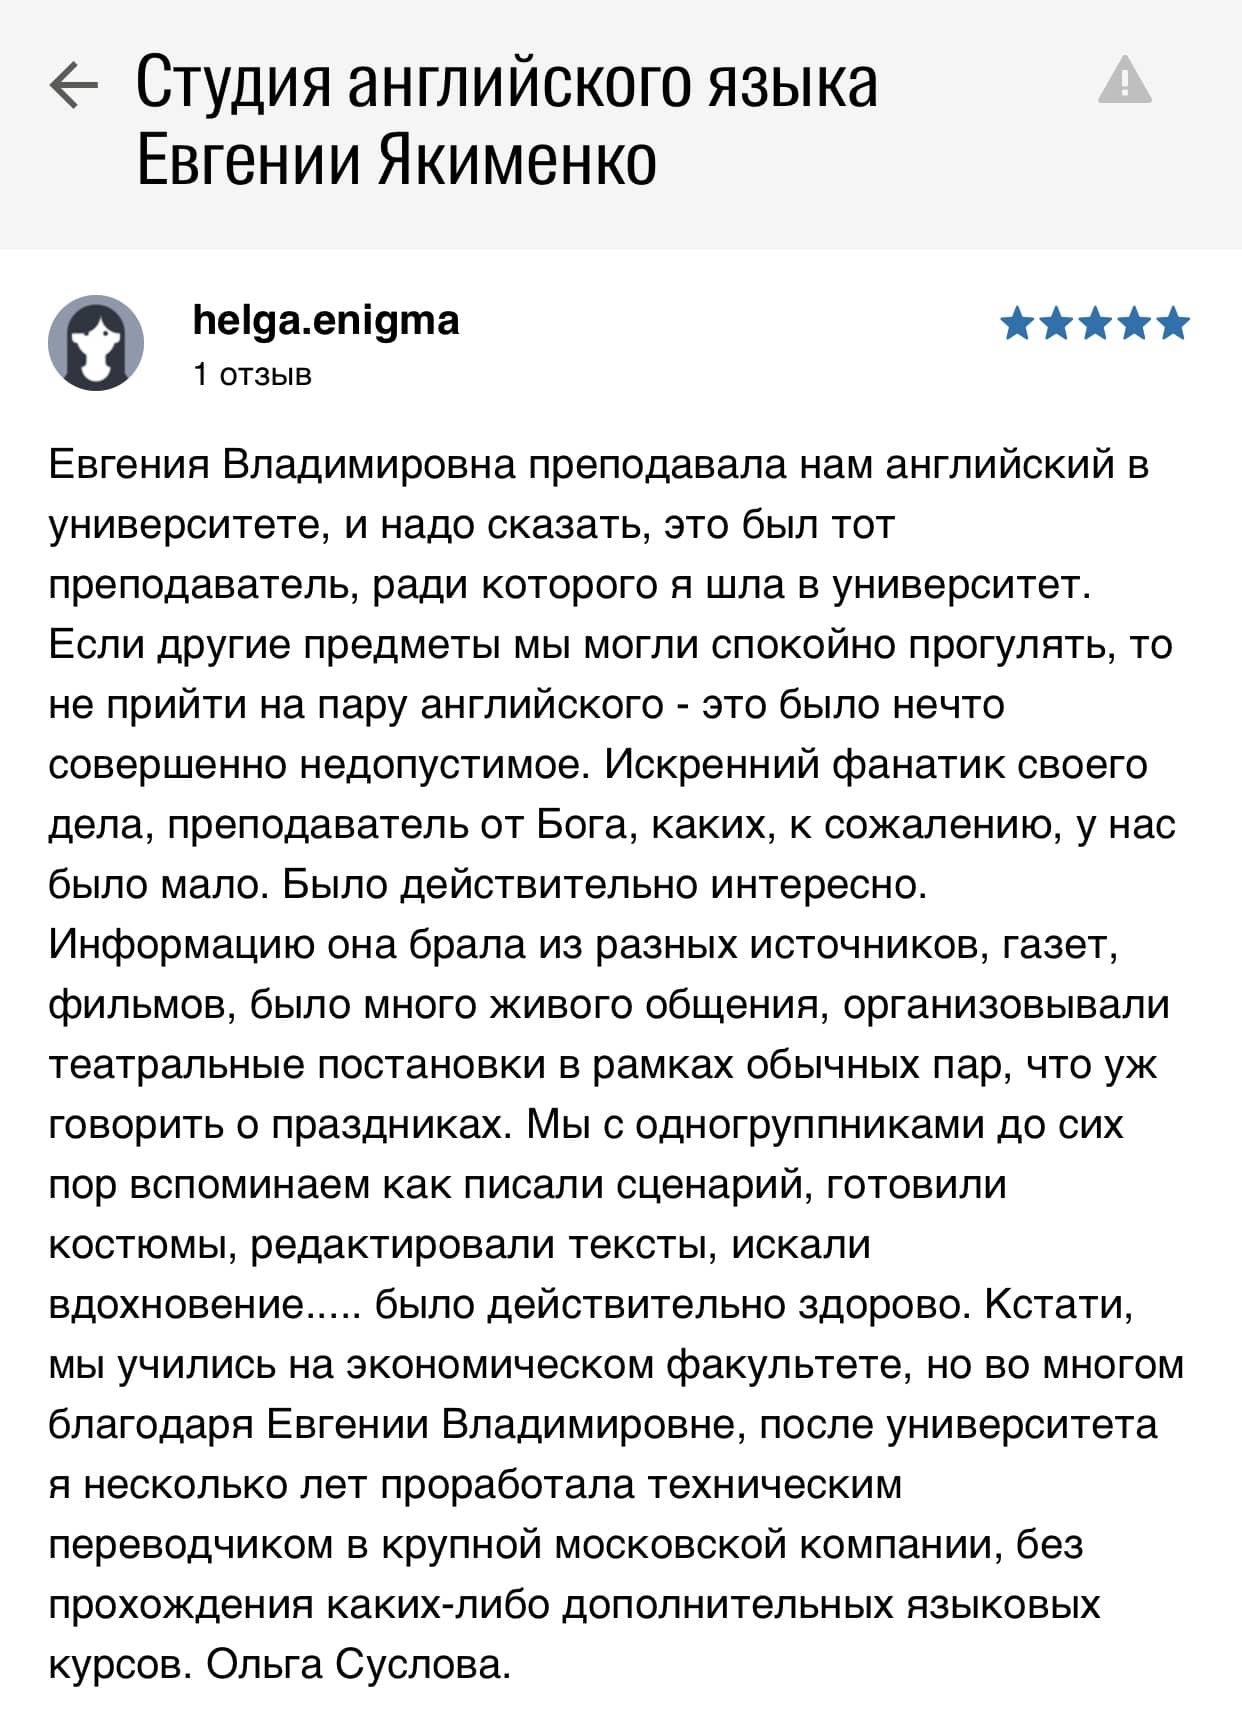 Студия английского языка
Евгении Якименко
helga.enigma
1 отзыв
Евгения Владимировна преподавала нам английский в
университете, и надо сказать, это был тот
преподаватель, ради которого я шла в университет.
Если другие предметы мы могли спокойно прогулять, то
не прийти на пару английского - это было нечто
совершенно недопустимое. Искренний фанатик своего
дела, преподаватель от Бога, каких, к сожалению, у нас
было мало. Было действительно интересно.
Информацию она брала из разных источников, газет,
фильмов, было много живого общения, организовывали
театральные постановки в рамках обычных пар, что уж
говорить о праздниках. Мы с одногруппниками до сих
пор вспоминаем как писали сценарий, готовили
костюмы, редактировали тексты, искали
вдохновение..... было действительно здорово. Кстати,
мы учились на экономическом факультете, но во многом
благодаря Евгении Владимировне, после университета
я несколько лет проработала техническим
переводчиком в крупной московской компании, без
прохождения каких-либо дополнительных языковых
курсов. Ольга Суслова.